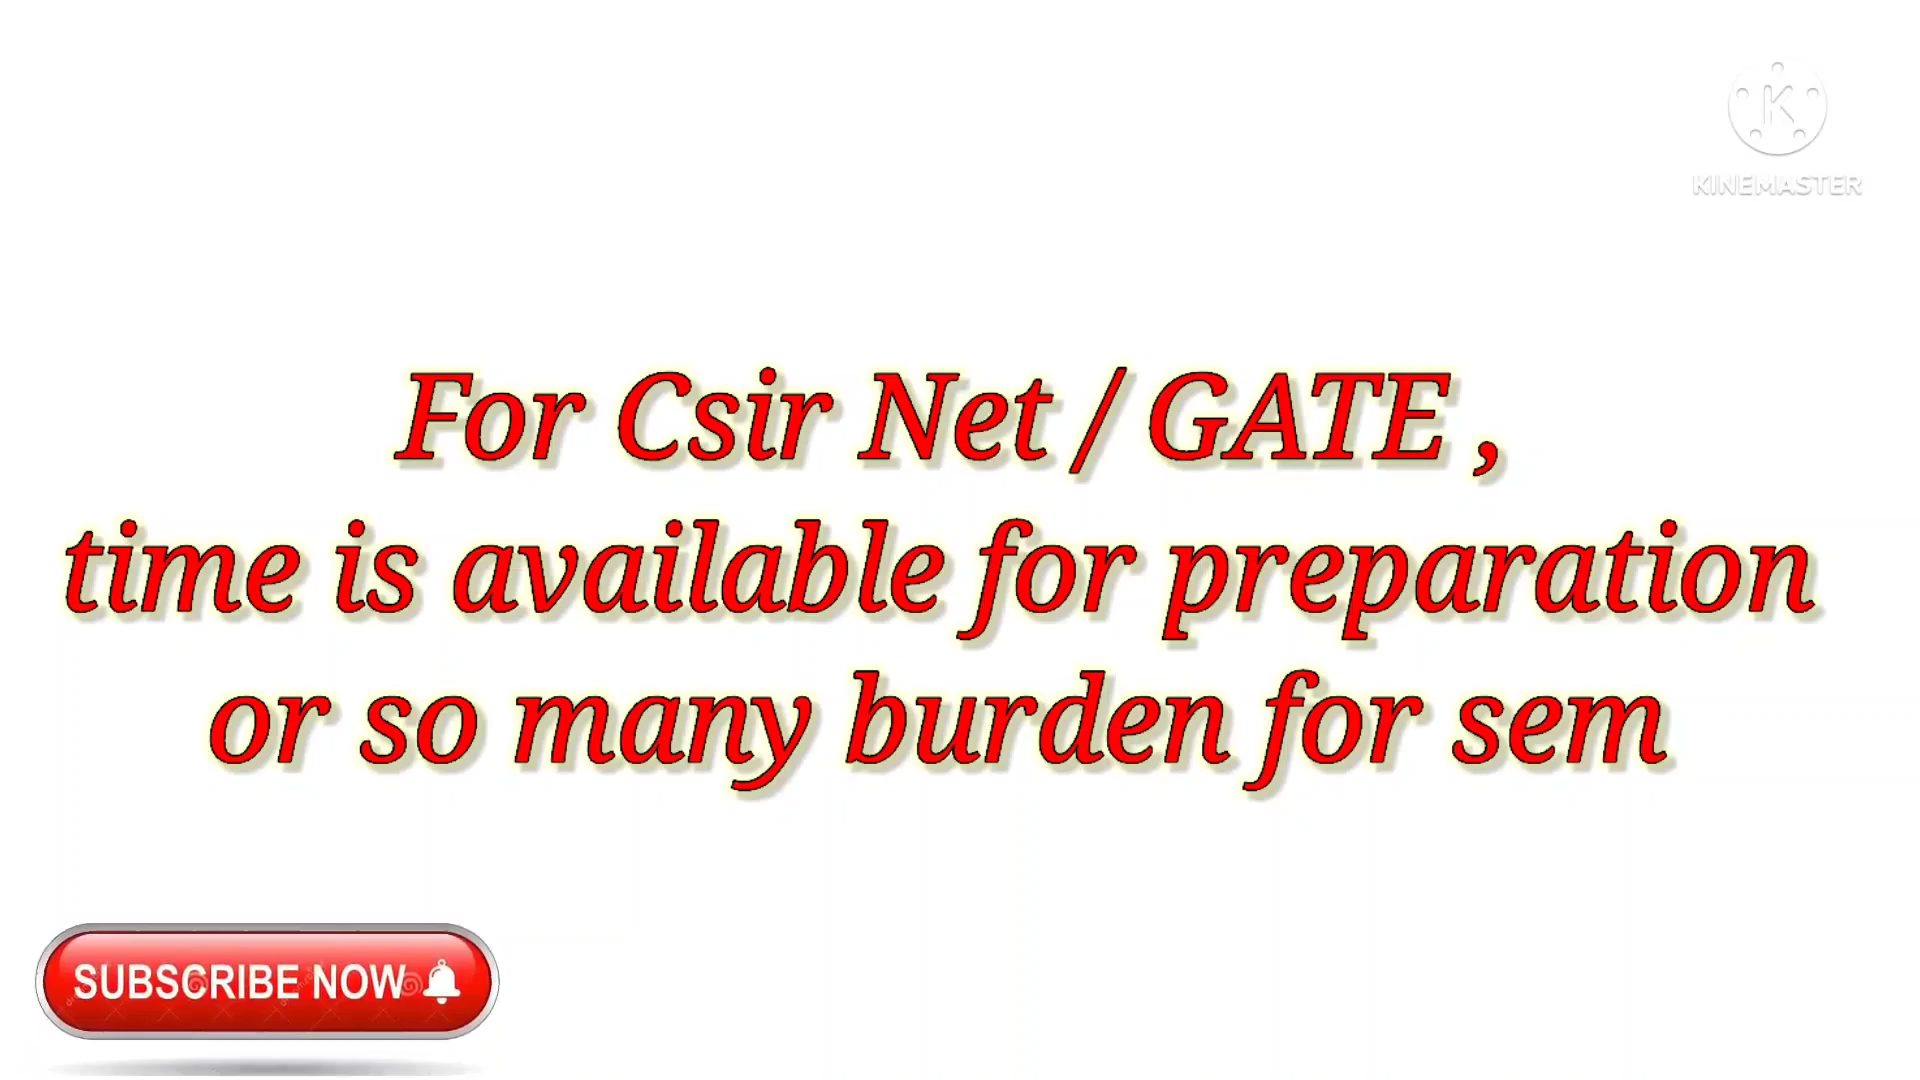 KINEMASTER
For Csir Net / GATE ,
time is available for preparation
or so many burden for sem
SUBSCRIBE NOW